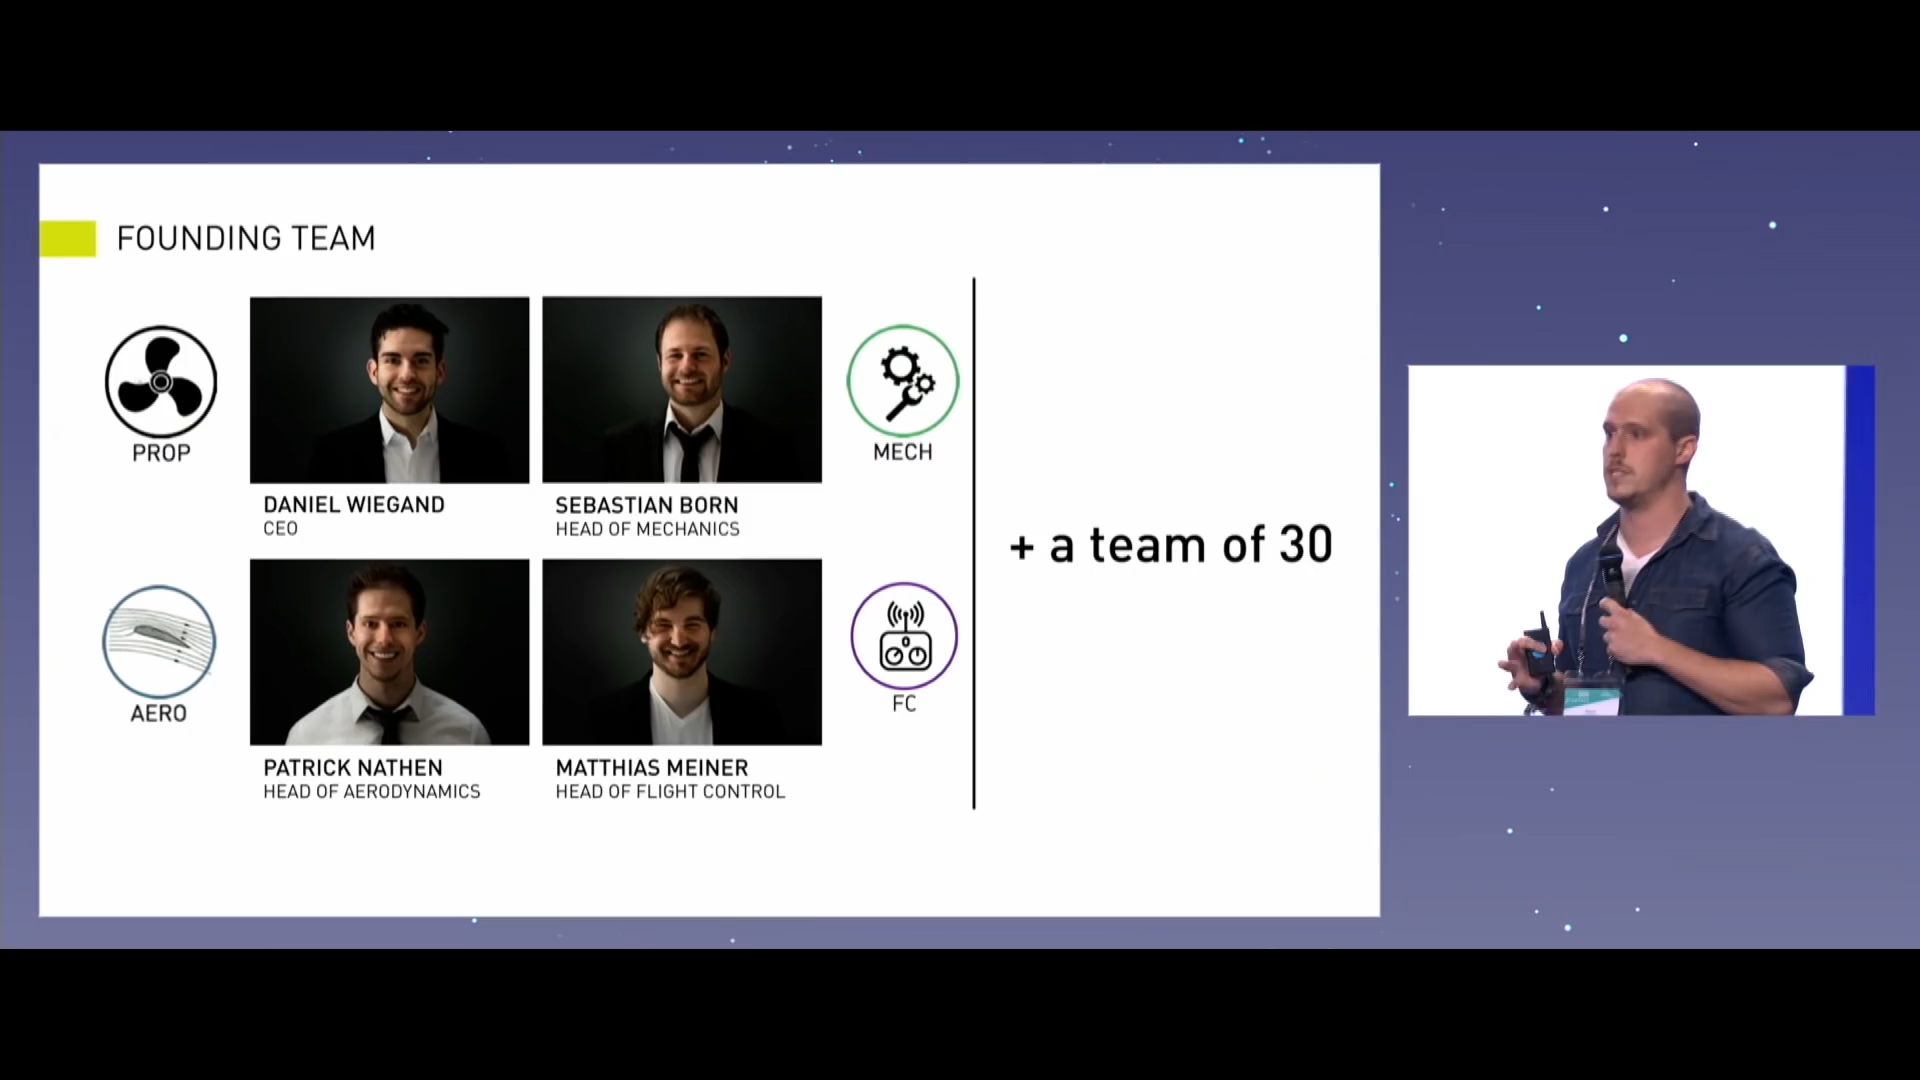 FOUNDING TEAM
PROP
DANIEL WIEGAND
CEO
SEBASTIAN BORN
HEAD OF MECHANICS
MECH
AERO
PATRICK NATHEN
HEAD OF AERODYNAMICS
MATTHIAS MEINER
HEAD OF FLIGHT CONTROL
FC
+ a team of 30